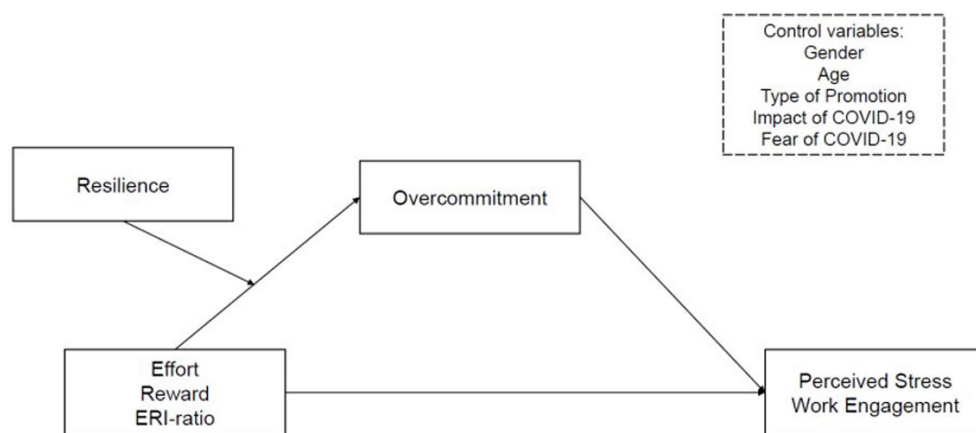 Control variables:
Gender
Age
Type of Promotion
Impact of COVID-19
Fear of COVID-19
Resilience
Overcommitment
Effort
Reward
ERI-ratio
Perceived Stress
Work Engagement